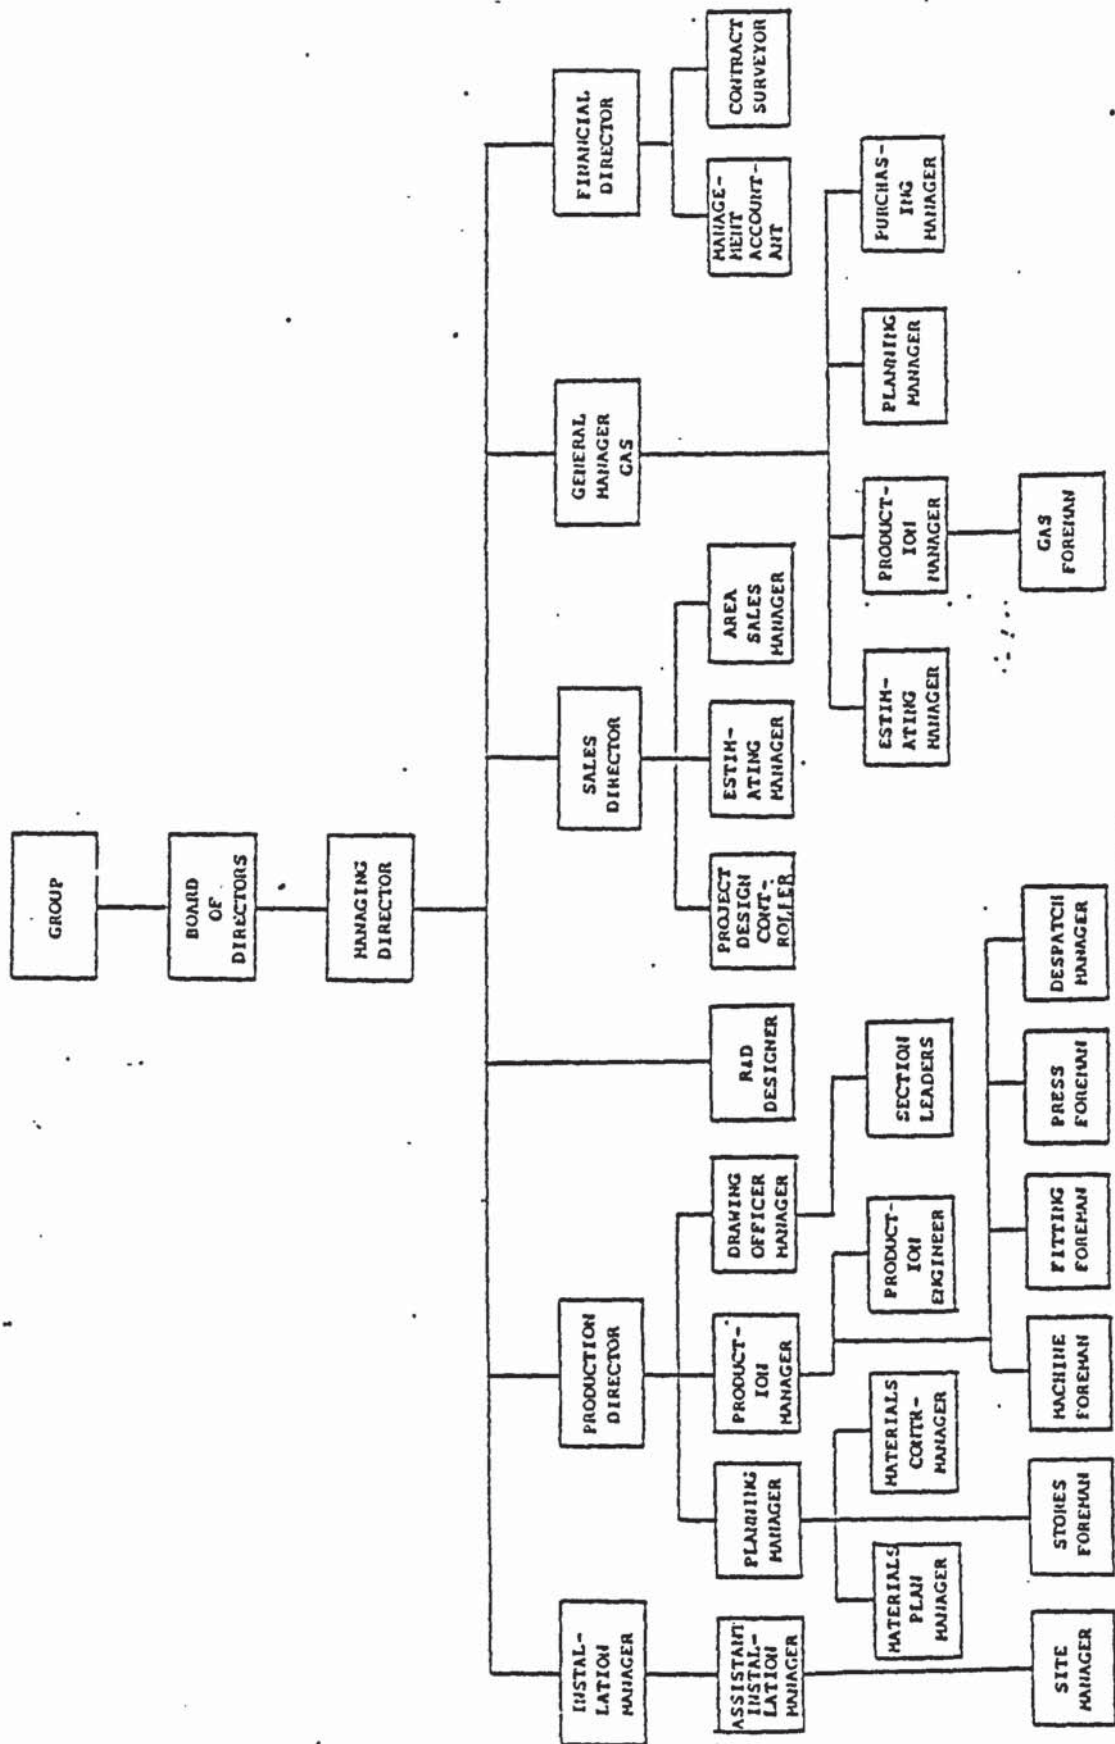 GROUP
BOARD
OF
DIRECTORS
MANAGING
DIRECTOR
INSTAL-
LATION
MANAGER
PRODUCTION
DIRECTOR
SALES
DIRECTOR
GENERAL
MANAGER
GAS
FINANCIAL
DIRECTOR
ASSISTANT
INSTAL-
LATION
MANAGER
PLANNING
MANAGER
PRODUCT-
ION
MANAGER
DRAWING
OFFICER
MANAGER
R&D
DESIGNER
PROJECT
DESIGN
CONT-
ROLLER
ESTIM-
ATING
MANAGER
AREA
SALES
MANAGER
MANAGE-
MENT
ACCOUNT-
ANT
CONTRACT
SURVEYOR
MATERIALS
PLAN
MANAGER
MATERIALS
CONTR-
MANAGER
PRODUCT-
ION
ENGINEER
SECTION
LEADERS
ESTIM-
ATING
MANAGER
PRODUCT-
ION
MANAGER
PLANNING
MANAGER
PURCHAS-
ING
MANAGER
SITE
MANAGER
STORES
FOREMAN
MACHINE
FOREMAN
FITTING
FOREMAN
PRESS
FOREMAN
DESPATCH
MANAGER
GAS
FOREMAN